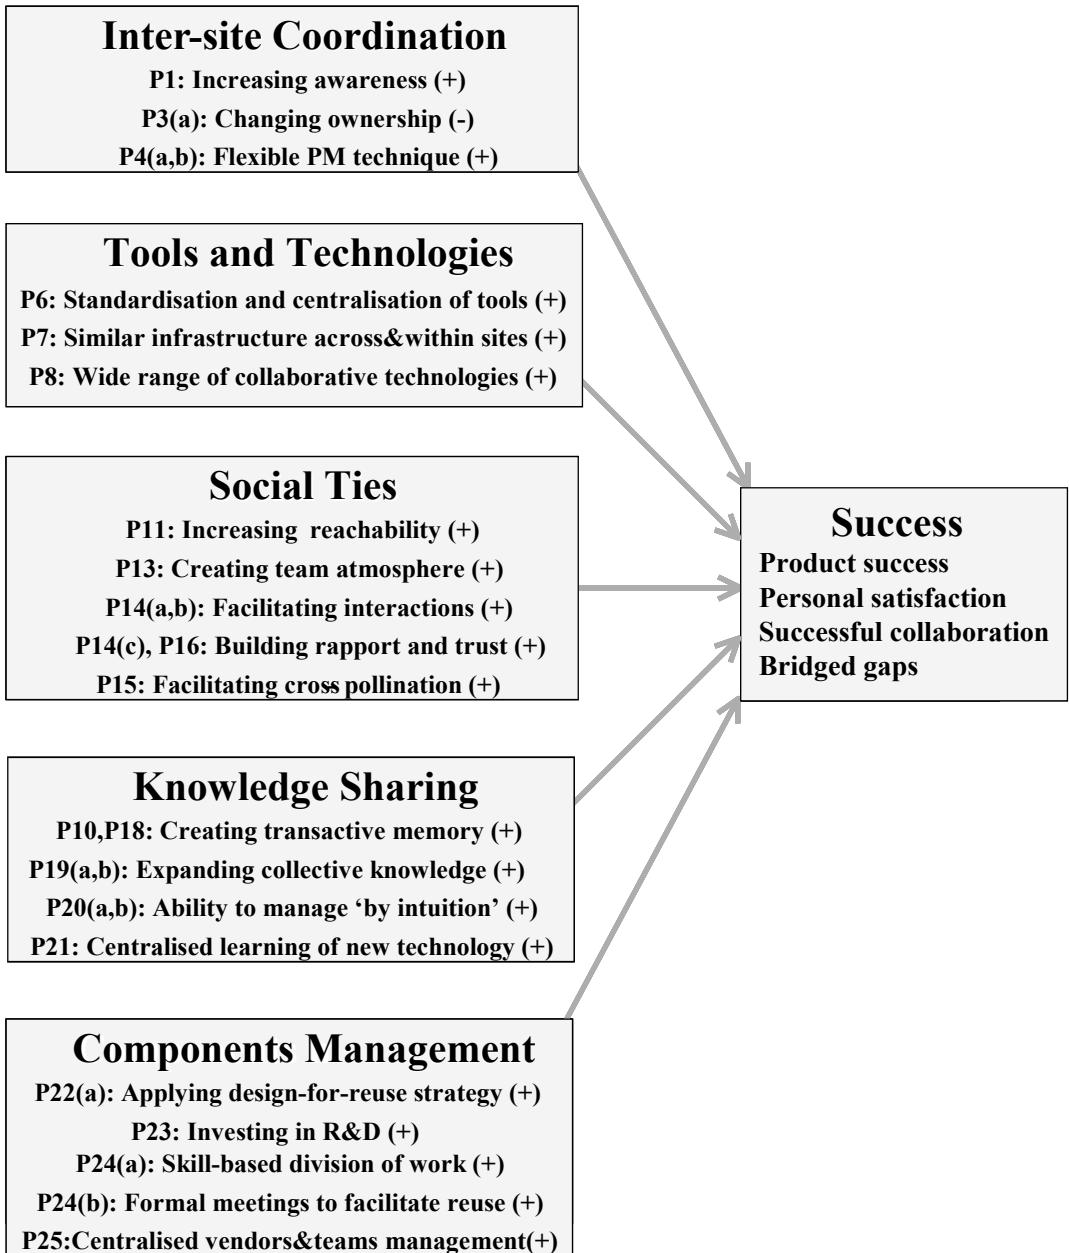 Inter-site Coordination
P1: Increasing awareness (+)
P3(a): Changing ownership (-)
P4(a,b): Flexible PM technique (+)
Tools and Technologies
P6: Standardisation and centralisation of tools (+)
P7: Similar infrastructure across&within sites (+)
P8: Wide range of collaborative technologies (+)
Social Ties
P11: Increasing reachability (+)
P13: Creating team atmosphere (+)
P14(a,b): Facilitating interactions (+)
P14(c), P16: Building rapport and trust (+)
P15: Facilitating cross pollination (+)
Success
Product success
Personal satisfaction
Successful collaboration
Bridged gaps
Knowledge Sharing
P10,P18: Creating transactive memory (+)
P19(a,b): Expanding collective knowledge (+)
P20(a,b): Ability to manage ‘by intuition’ (+)
P21: Centralised learning of new technology (+)
Components Management
P22(a): Applying design-for-reuse strategy (+)
P23: Investing in R&D (+)
P24(a): Skill-based division of work (+)
P24(b): Formal meetings to facilitate reuse (+)
P25:Centralised vendors&teams management(+)